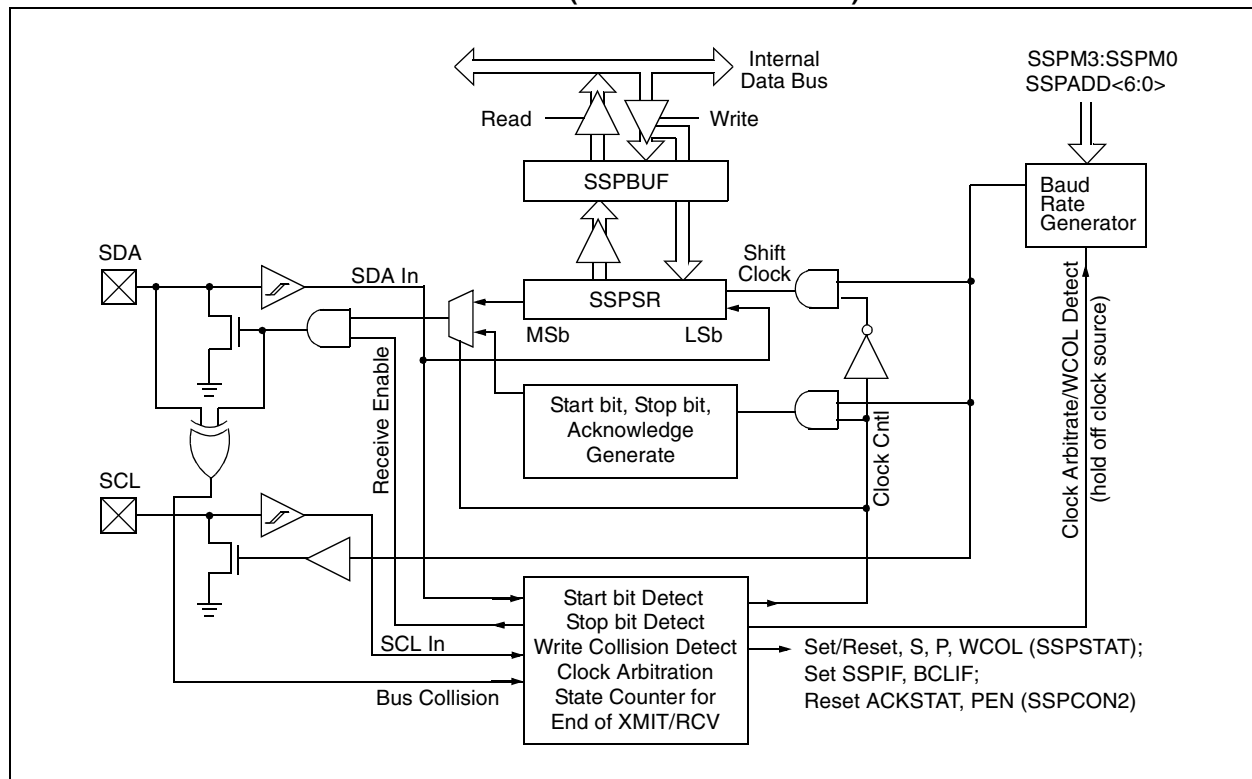 Internal
Data Bus
SSPM3:SSPM0
SSPADD<6:0>
Read
Write
SSPBUF
Baud
Rate
Generator
SDA
SDA In
Shift
Clock
SSPSR
MSb
LSb
Start bit, Stop bit,
Acknowledge
Generate
Receive Enable
Clock Cntl
Clock Arbitrate/WCOL Detect
(hold off clock source)
SCL
SCL In
Bus Collision
Start bit Detect
Stop bit Detect
Write Collision Detect
Clock Arbitration
State Counter for
End of XMIT/RCV
Set/Reset, S, P, WCOL (SSPSTAT);
Set SSPIF, BCLIF;
Reset ACKSTAT, PEN (SSPCON2)